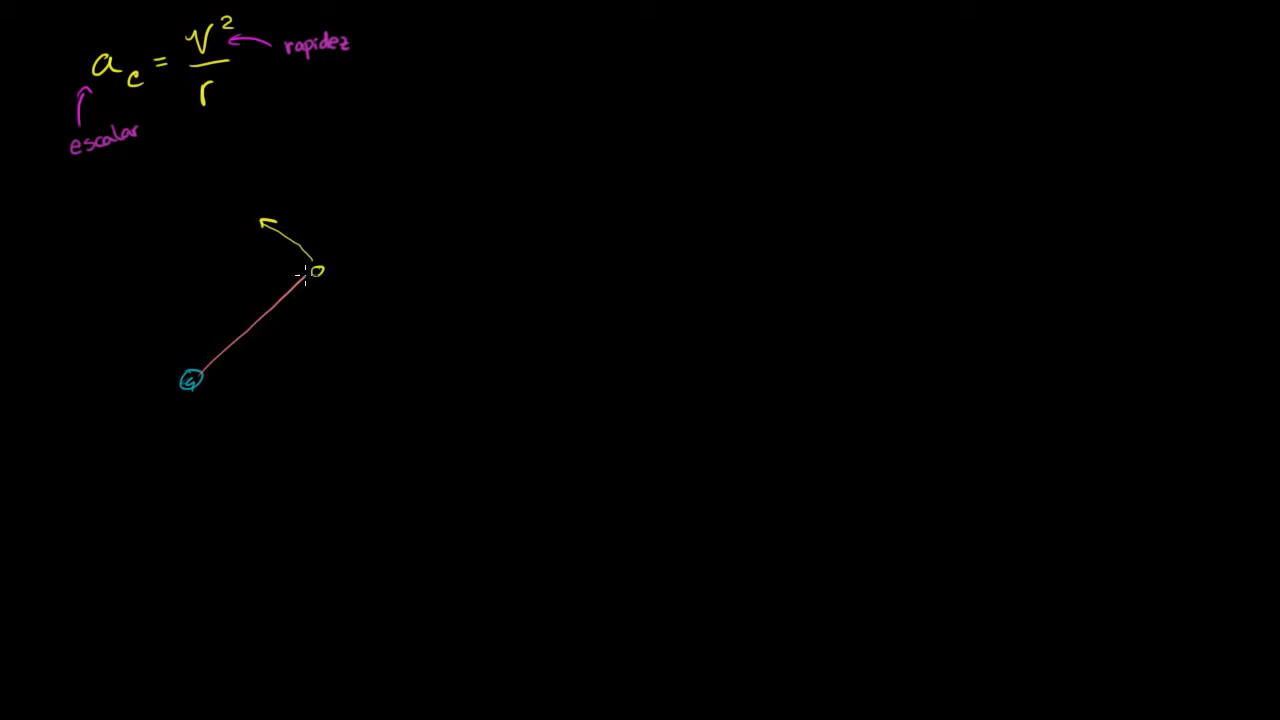 a_c = v²/r
rapidez
escalar